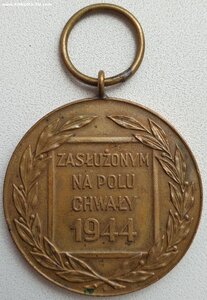 ZASŁUŻONYM
NA POLU
CHWAŁY
1944